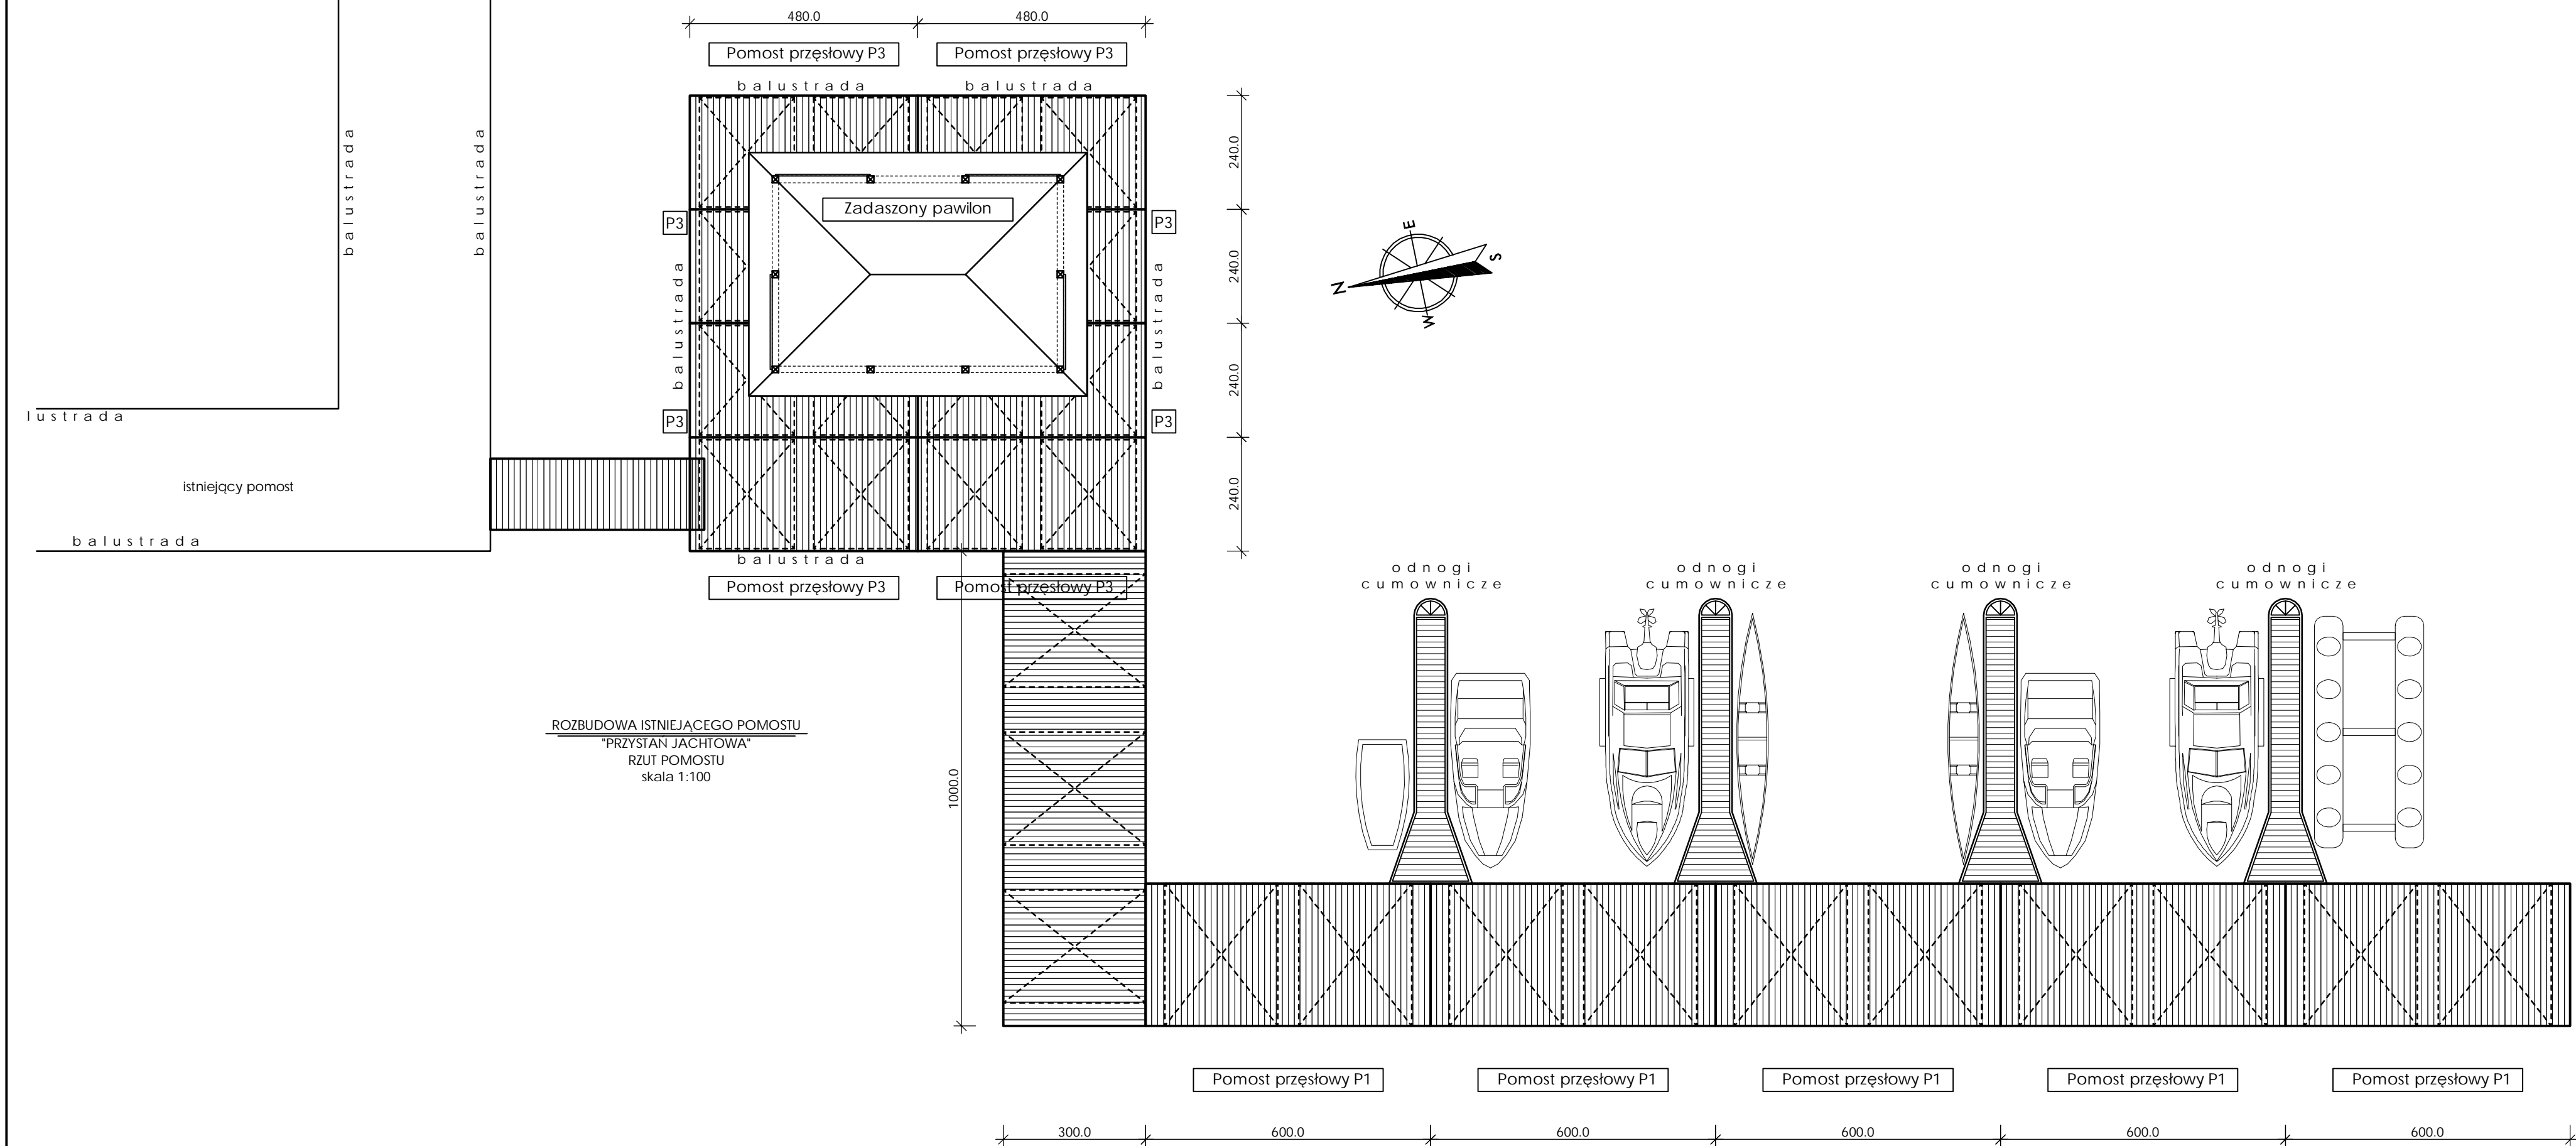 480.0
480.0
Pomost przęsłowy P3
Pomost przęsłowy P3
balustrada
balustrada
balustrada
balustrada
240.0
Zadaszony pawilon
P3
P3
E
S
N
W
240.0
balustrada
balustrada
240.0
P3
P3
lustrada
240.0
istniejący pomost
balustrada
balustrada
Pomost przęsłowy P3
Pomost przęsłowy P3
odnogi
cumownicze
odnogi
cumownicze
odnogi
cumownicze
odnogi
cumownicze
ROZBUDOWA ISTNIEJĄCEGO POMOSTU
"PRZYSTAŃ JACHTOWA"
RZUT POMOSTU
skala 1:100
1000.0
Pomost przęsłowy P1
Pomost przęsłowy P1
Pomost przęsłowy P1
Pomost przęsłowy P1
Pomost przęsłowy P1
300.0
600.0
600.0
600.0
600.0
600.0